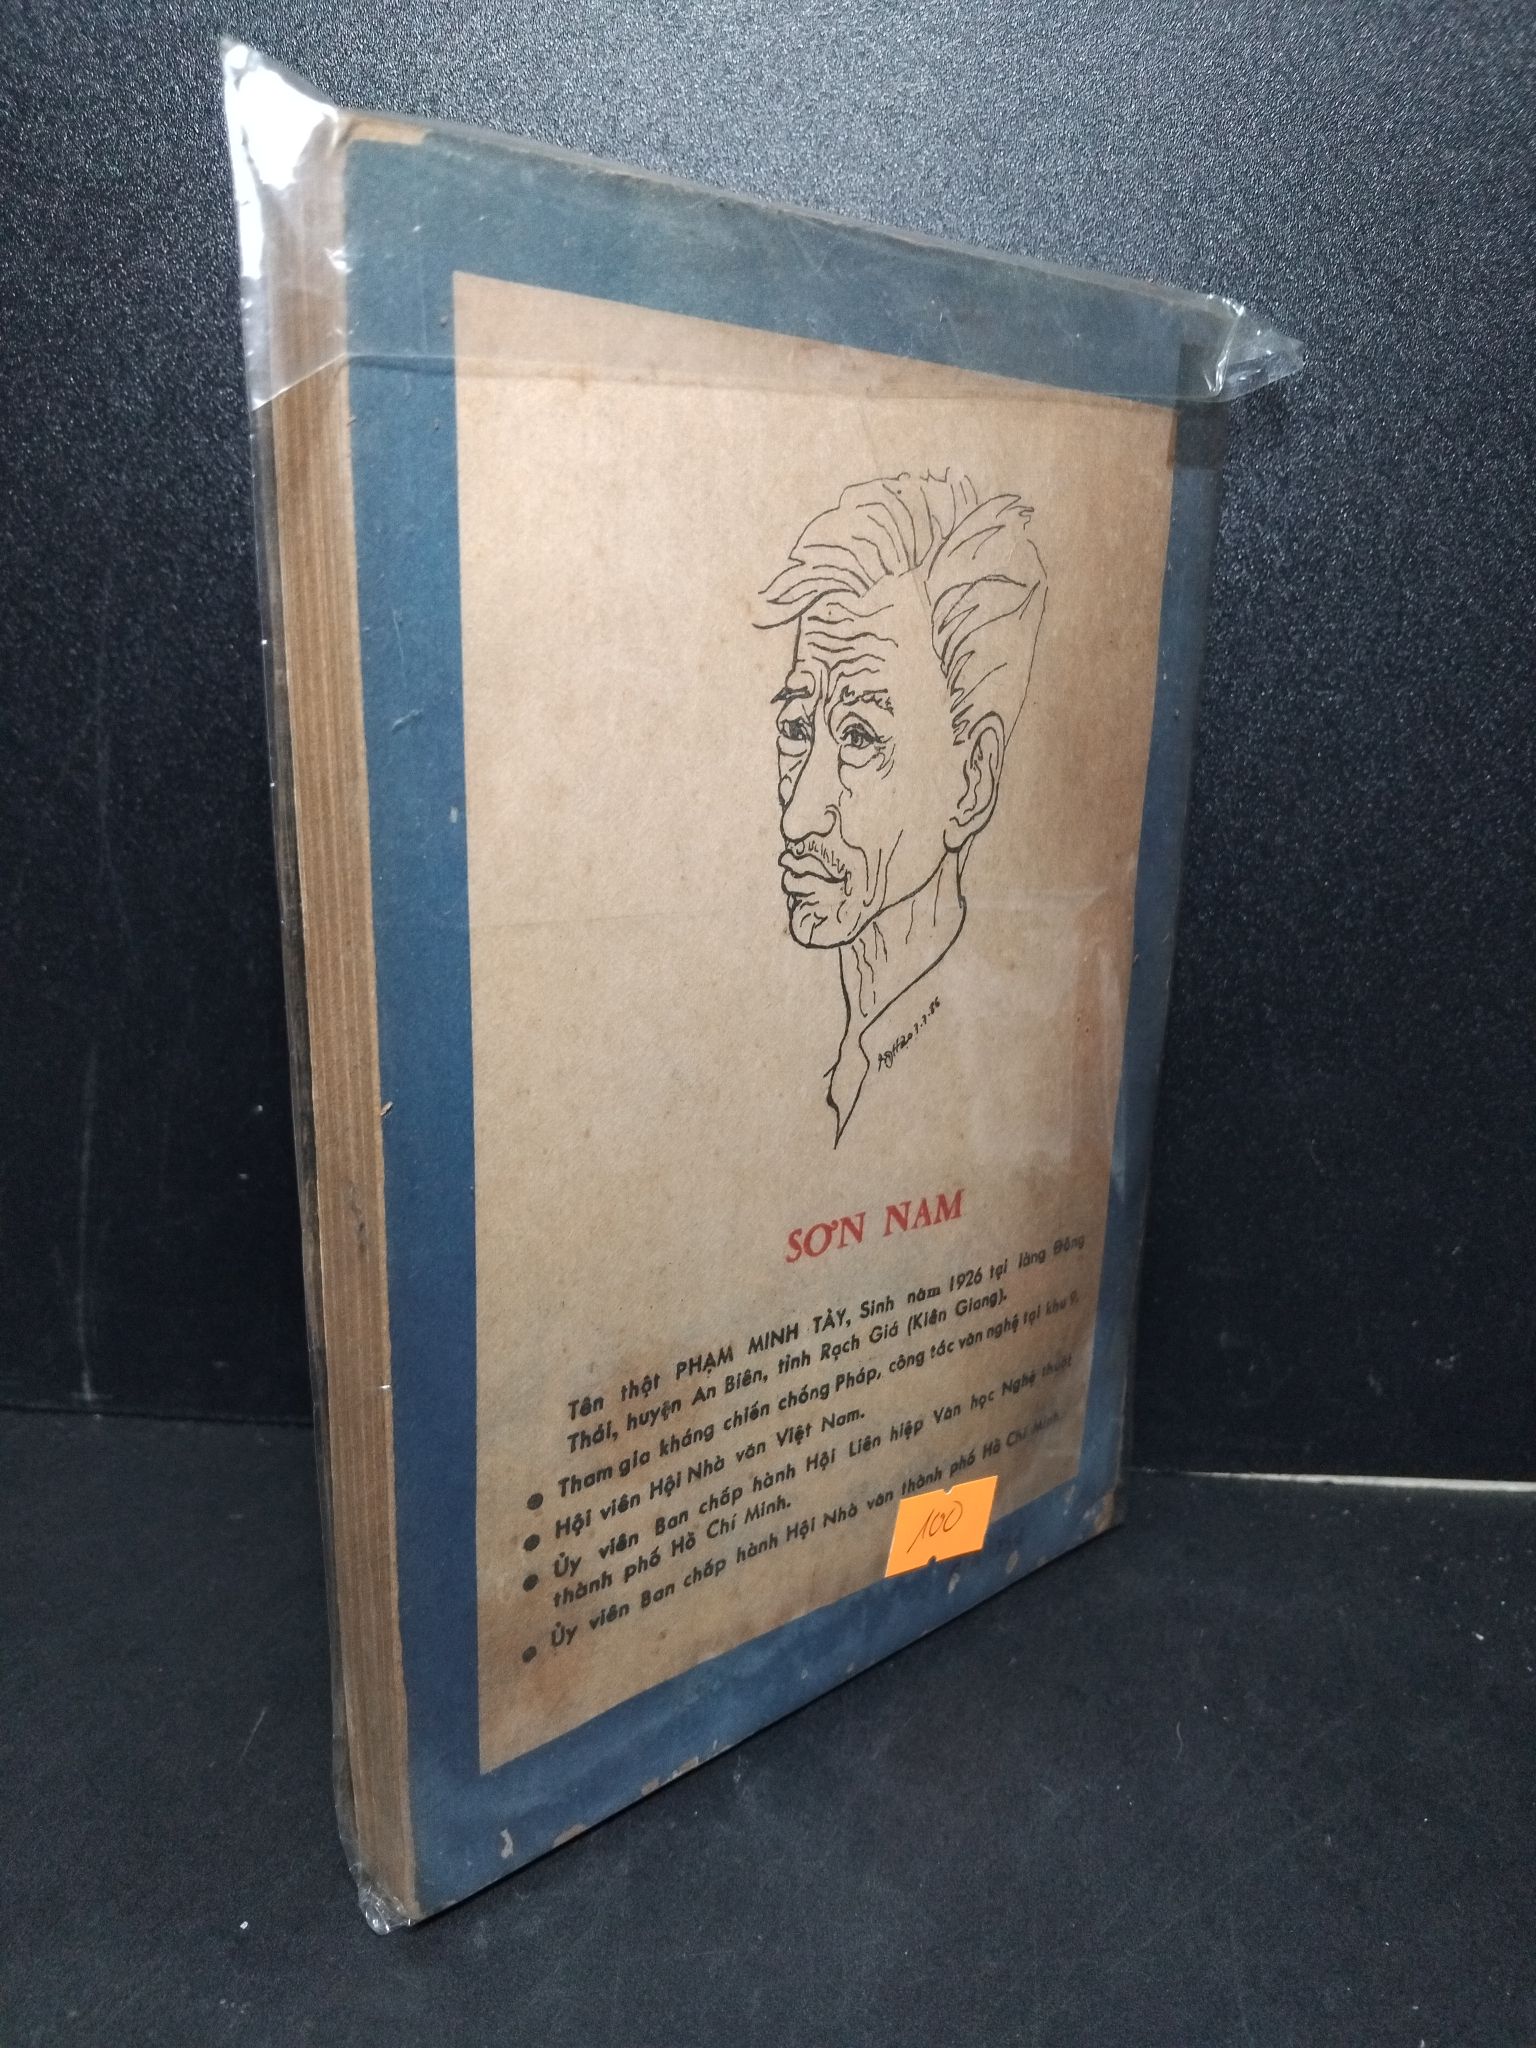 7.7.86
SƠN NAM
Tên thật PHẠM MINH TẢY, Sinh năm 1926 tại làng Đông
Thái, huyện An Biên, tỉnh Rạch Giá (Kiên Giang).
● Tham gia kháng chiến chống Pháp, công tác văn nghệ tại khu 9.
● Hội viên Hội Nhà văn Việt Nam.
● Ủy viên Ban chấp hành Hội Liên hiệp Văn học Nghệ thuật
thành phố Hồ Chí Minh.
● Ủy viên Ban chấp hành Hội Nhà văn thành phố Hồ Chí Minh.
100